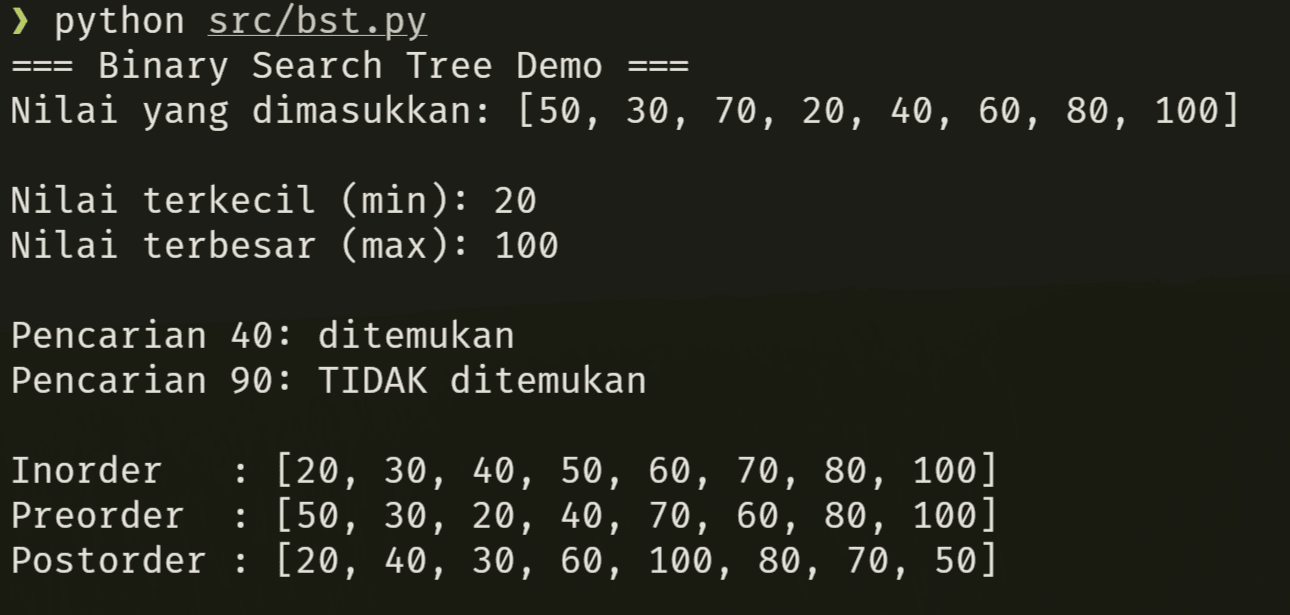 ❯ python src/bst.py
=== Binary Search Tree Demo ===
Nilai yang dimasukkan: [50, 30, 70, 20, 40, 60, 80, 100]
Nilai terkecil (min): 20
Nilai terbesar (max): 100
Pencarian 40: ditemukan
Pencarian 90: TIDAK ditemukan
Inorder   : [20, 30, 40, 50, 60, 70, 80, 100]
Preorder  : [50, 30, 20, 40, 70, 60, 80, 100]
Postorder : [20, 40, 30, 60, 100, 80, 70, 50]